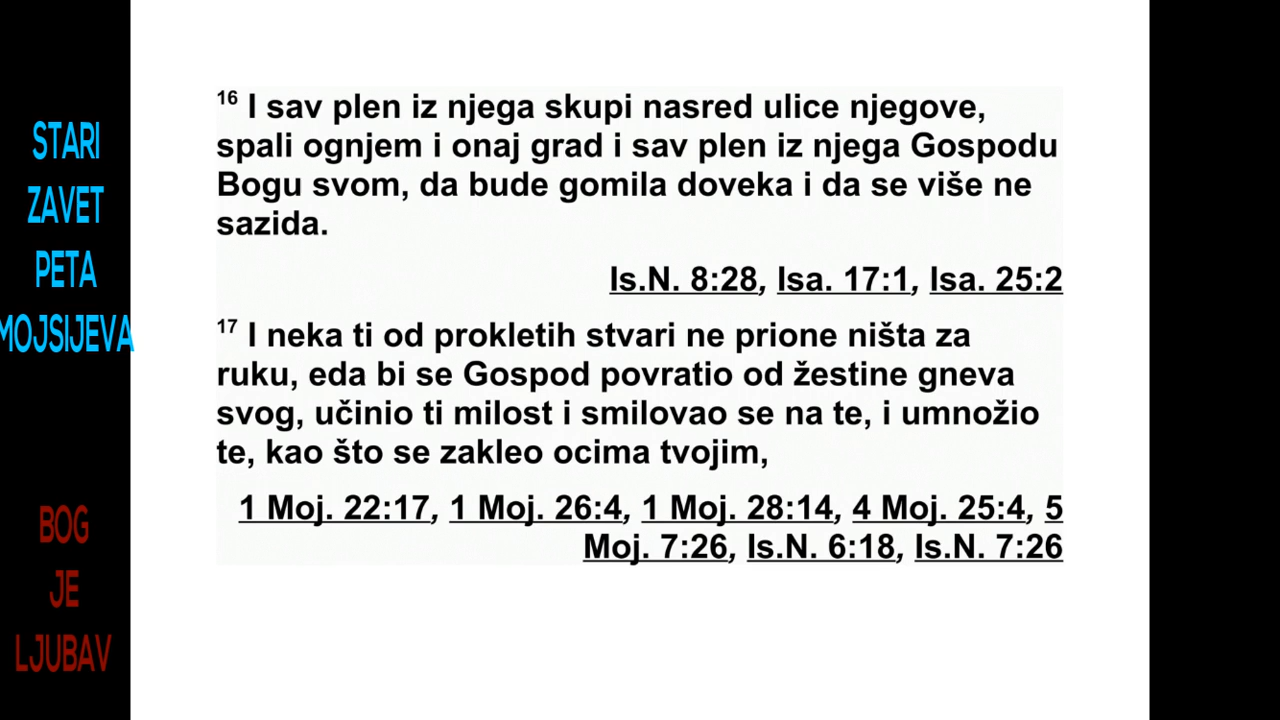 STARI
ZAVET
PETA
MOJSIJEVA
BOG
JE
LJUBAV
16 I sav plen iz njega skupi nasred ulice njegove,
spali ognjem i onaj grad i sav plen iz njega Gospodu
Bogu svom, da bude gomila doveka i da se više ne
sazida.
Is.N. 8:28, Isa. 17:1, Isa. 25:2
17 I neka ti od prokletih stvari ne prione ništa za
ruku, eda bi se Gospod povratio od žestine gneva
svog, učinio ti milost i smilovao se na te, i umnožio
te, kao što se zakleo ocima tvojim,
1 Moj. 22:17, 1 Moj. 26:4, 1 Moj. 28:14, 4 Moj. 25:4, 5
Moj. 7:26, Is.N. 6:18, Is.N. 7:26